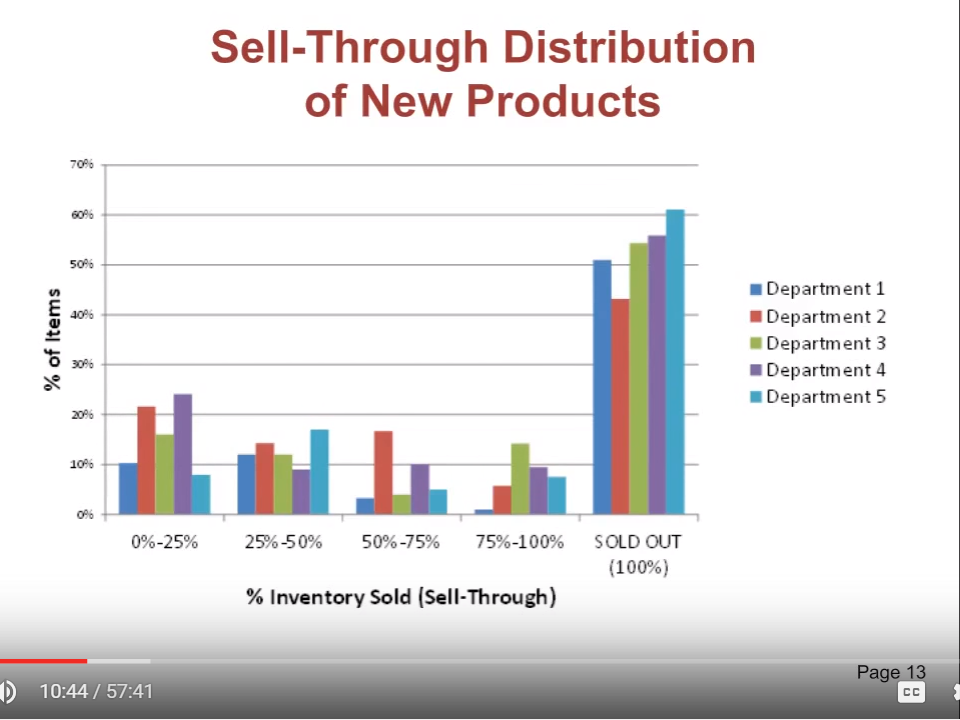 Sell-Through Distribution
of New Products
70%
60%
50%
40%
30%
20%
10%
0%
% of Items
0%-25% 25%-50% 50%-75% 75%-100% SOLD OUT
(100%)
% Inventory Sold (Sell-Through)
Department 1
Department 2
Department 3
Department 4
Department 5
Page 13
10:44 / 57:41
CC